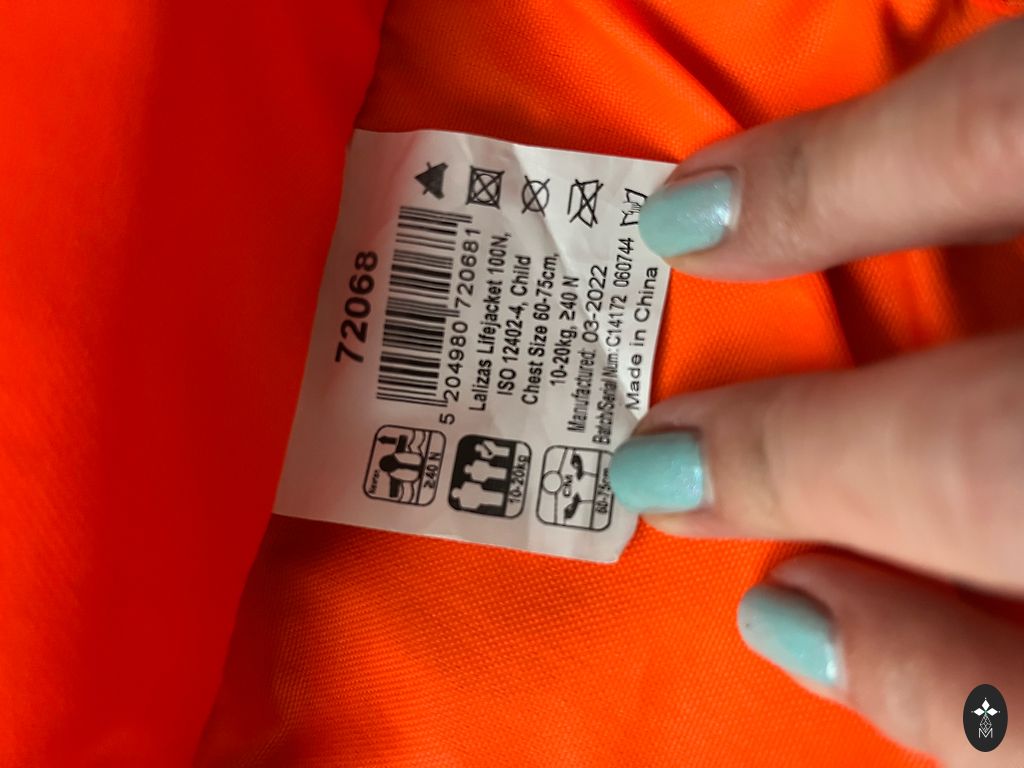 72068
5 204980 720681
Lalizas Lifejacket 100N,
ISO 12402-4, Child
Chest Size 60-75cm,
10-20kg, ≥40 N
Manufactured: 03-2022
Batch/Serial Num: C14172 060744
Made in China
≥40 N
10-20kg
CM
60-75cm
M